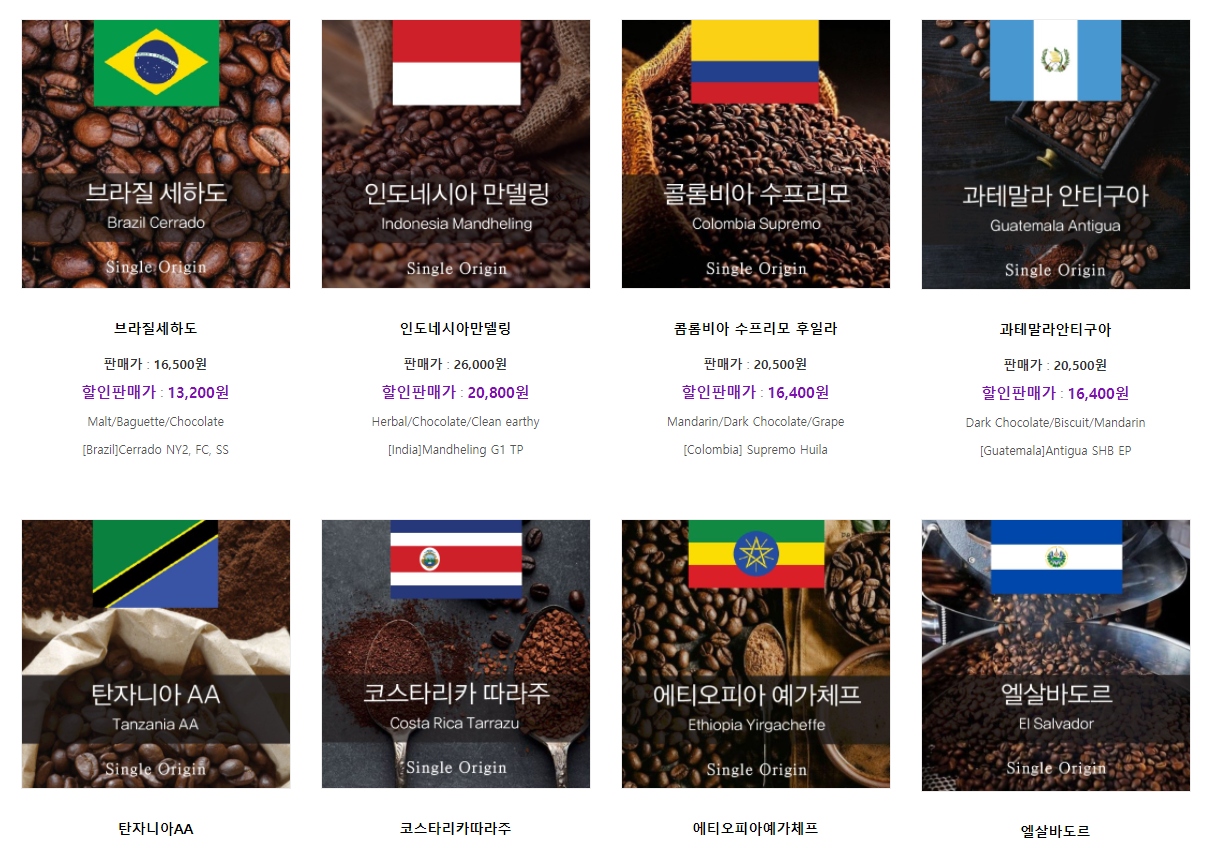 브라질 세하도
Brazil Cerrado
Single Origin
인도네시아 만델링
Indonesia Mandheling
Single Origin
콜롬비아 수프리모
Colombia Supremo
Single Origin
과테말라 안티구아
Guatemala Antigua
Single Origin
브라질세하도
판매가 : 16,500원
할인판매가 : 13,200원
Malt/Baguette/Chocolate
[Brazil]Cerrado NY2, FC, SS
인도네시아만델링
판매가 : 26,000원
할인판매가 : 20,800원
Herbal/Chocolate/Clean earthy
[India]Mandheling G1 TP
콤롬비아 수프리모 후일라
판매가 : 20,500원
할인판매가 : 16,400원
Mandarin/Dark Chocolate/Grape
[Colombia] Supremo Huila
과테말라안티구아
판매가 : 20,500원
할인판매가 : 16,400원
Dark Chocolate/Biscuit/Mandarin
[Guatemala]Antigua SHB EP
탄자니아 AA
Tanzania AA
Single Origin
코스타리카 따라주
Costa Rica Tarrazu
Single Origin
에티오피아 예가체프
Ethiopia Yirgacheffe
Single Origin
엘살바도르
El Salvador
Single Origin
탄자니아AA
코스타리카따라주
에티오피아예가체프
엘살바도르